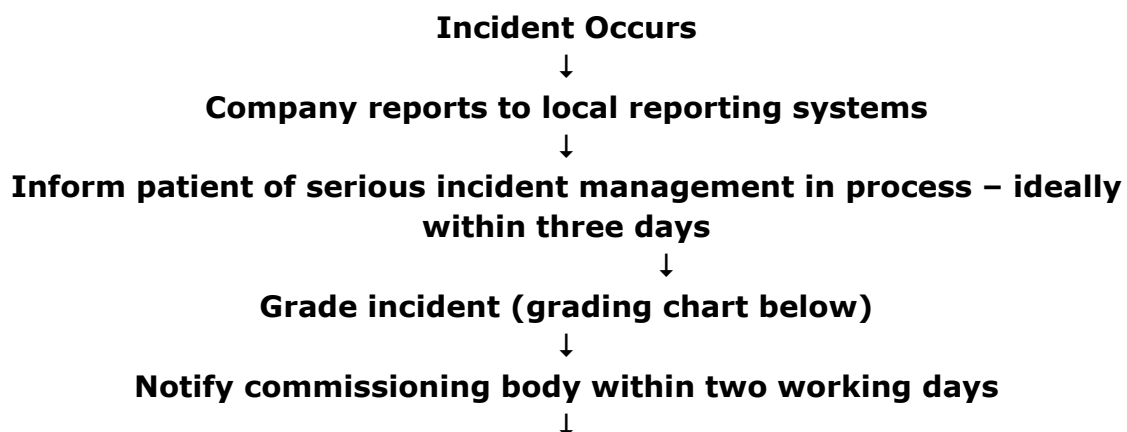 Incident Occurs
↓
Company reports to local reporting systems
↓
Inform patient of serious incident management in process – ideally
within three days
↓
Grade incident (grading chart below)
↓
Notify commissioning body within two working days
↓